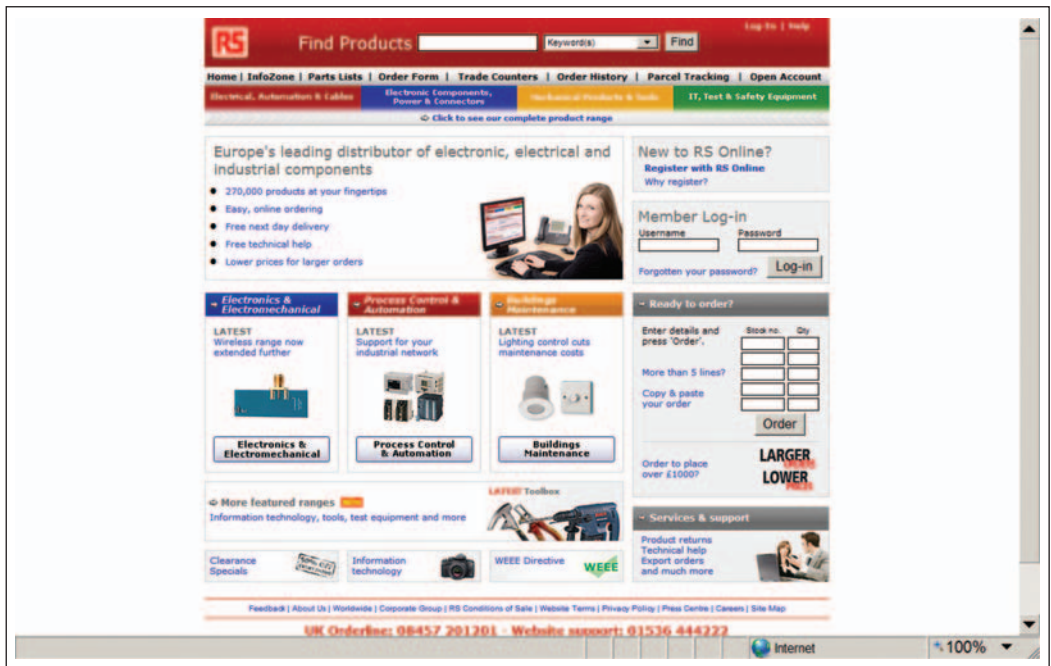 Log-In | Help
RS
Find Products
Keyword(s)
Find
Home | InfoZone | Parts Lists | Order Form | Trade Counters | Order History | Parcel Tracking | Open Account
Electrical, Automation & Cables
Electronic Components,
Power & Connectors
Mechanical Products & Tools
IT, Test & Safety Equipment
Click to see our complete product range
Europe's leading distributor of electronic, electrical and
industrial components
270,000 products at your fingertips
Easy, online ordering
Free next day delivery
Free technical help
Lower prices for larger orders
New to RS Online?
Register with RS Online
Why register?
Member Log-in
Username Password
Forgotten your password? Log-in
Electronics &
Electromechanical
LATEST
Wireless range now
extended further
Electronics &
Electromechanical
Process Control &
Automation
LATEST
Support for your
industrial network
Process Control
& Automation
Buildings
Maintenance
LATEST
Lighting control cuts
maintenance costs
Buildings
Maintenance
Ready to order?
Enter details and
press 'Order'.
Stock no. Qty
More than 5 lines?
Copy & paste
your order
Order
Order to place
over £1000?
LARGER
ORDERS
LOWER
PRICES
More featured ranges
Information technology, tools, test equipment and more
LATEST Toolbox
Services & support
Product returns
Technical help
Export orders
and much more
Clearance
Specials
Information
technology
WEEE Directive
WEEE
Feedback | About Us | Worldwide | Corporate Group | RS Conditions of Sale | Website Terms | Privacy Policy | Press Centre | Careers | Site Map
UK Orderline: 08457 201201 - Website support: 01536 444222
Internet
100%